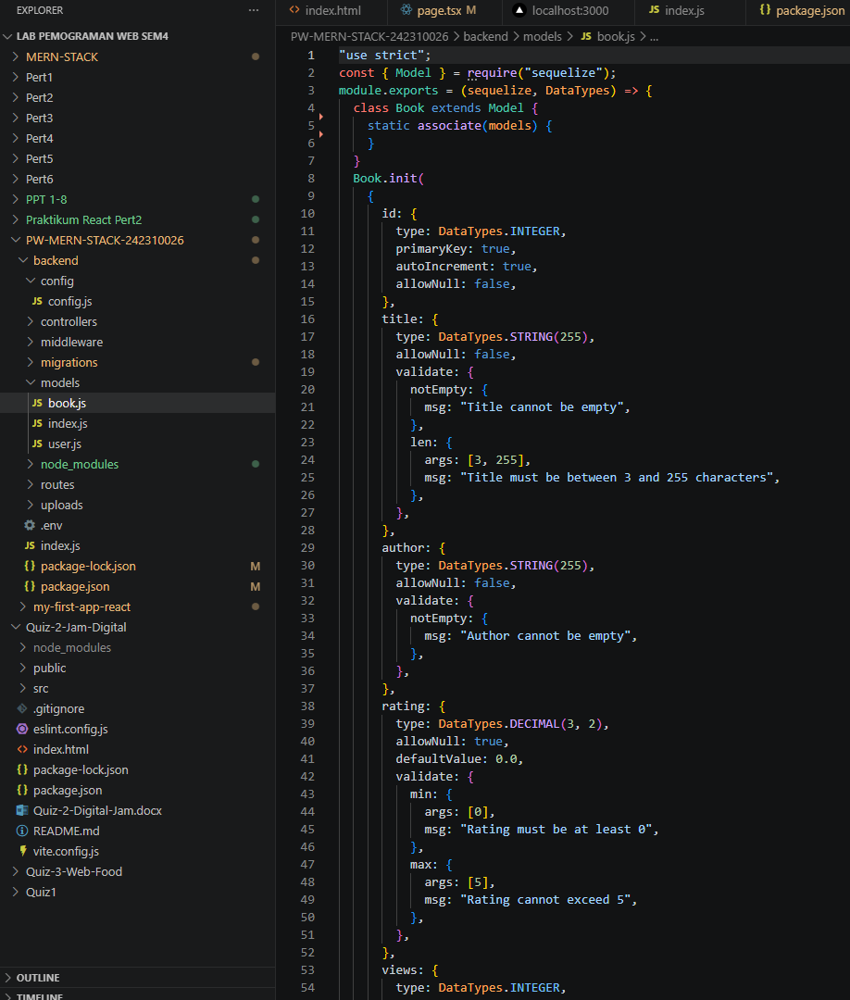 EXPLORER ...
index.html
page.tsx M
localhost:3000
JS index.js
{} package.json
LAB PEMOGRAMAN WEB SEM4
MERN-STACK
Pert1
Pert2
Pert3
Pert4
Pert5
Pert6
PPT 1-8
Praktikum React Pert2
PW-MERN-STACK-242310026
backend
config
JS config.js
controllers
middleware
migrations
models
JS book.js
JS index.js
JS user.js
node_modules
routes
uploads
.env
JS index.js
{} package-lock.json M
{} package.json M
my-first-app-react
Quiz-2-Jam-Digital
node_modules
public
src
.gitignore
eslint.config.js
index.html
{} package-lock.json
{} package.json
Quiz-2-Digital-Jam.docx
README.md
vite.config.js
Quiz-3-Web-Food
Quiz1
OUTLINE
TIMELINE
PW-MERN-STACK-242310026 > backend > models > JS book.js > ...
1 "use strict";
2 const { Model } = require("sequelize");
3 module.exports = (sequelize, DataTypes) => {
4 class Book extends Model {
5 static associate(models) {
6 }
7 }
8 Book.init(
9 {
10 id: {
11 type: DataTypes.INTEGER,
12 primaryKey: true,
13 autoIncrement: true,
14 allowNull: false,
15 },
16 title: {
17 type: DataTypes.STRING(255),
18 allowNull: false,
19 validate: {
20 notEmpty: {
21 msg: "Title cannot be empty",
22 },
23 len: {
24 args: [3, 255],
25 msg: "Title must be between 3 and 255 characters",
26 },
27 },
28 },
29 author: {
30 type: DataTypes.STRING(255),
31 allowNull: false,
32 validate: {
33 notEmpty: {
34 msg: "Author cannot be empty",
35 },
36 },
37 },
38 rating: {
39 type: DataTypes.DECIMAL(3, 2),
40 allowNull: true,
41 defaultValue: 0.0,
42 validate: {
43 min: {
44 args: [0],
45 msg: "Rating must be at least 0",
46 },
47 max: {
48 args: [5],
49 msg: "Rating cannot exceed 5",
50 },
51 },
52 },
53 views: {
54 type: DataTypes.INTEGER,